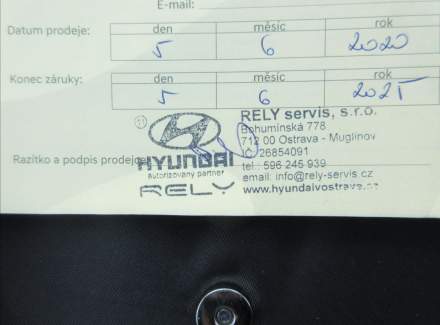 E-mail:
Datum prodeje: den měsíc rok
5 6 2020
Konec záruky: den měsíc rok
5 6 2025
RELY servis, s.r.o.
Bohumínská 778
712 00 Ostrava - Muglinov
IČ: 26854091
Razítko a podpis prodejce
HYUNDAI
tel.: 596 245 939
autorizovaný partner
email: info@rely-servis.cz
RELY
www.hyundaivostrave.cz